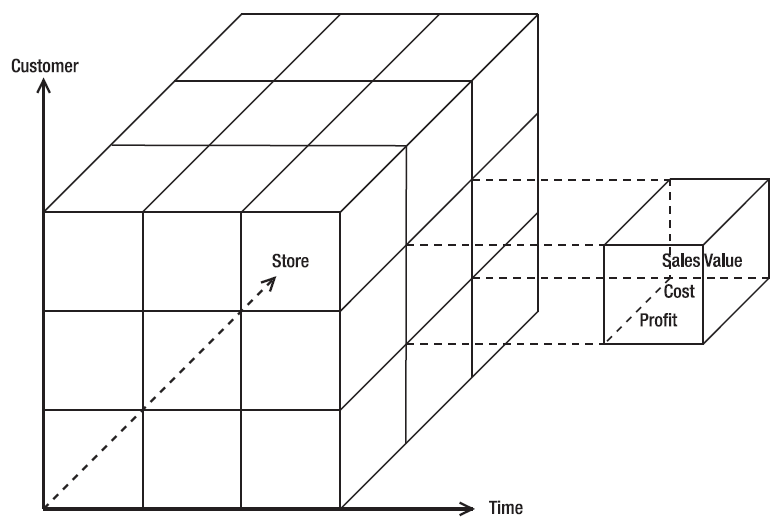 Customer
Store
Sales Value
Cost
Profit
Time